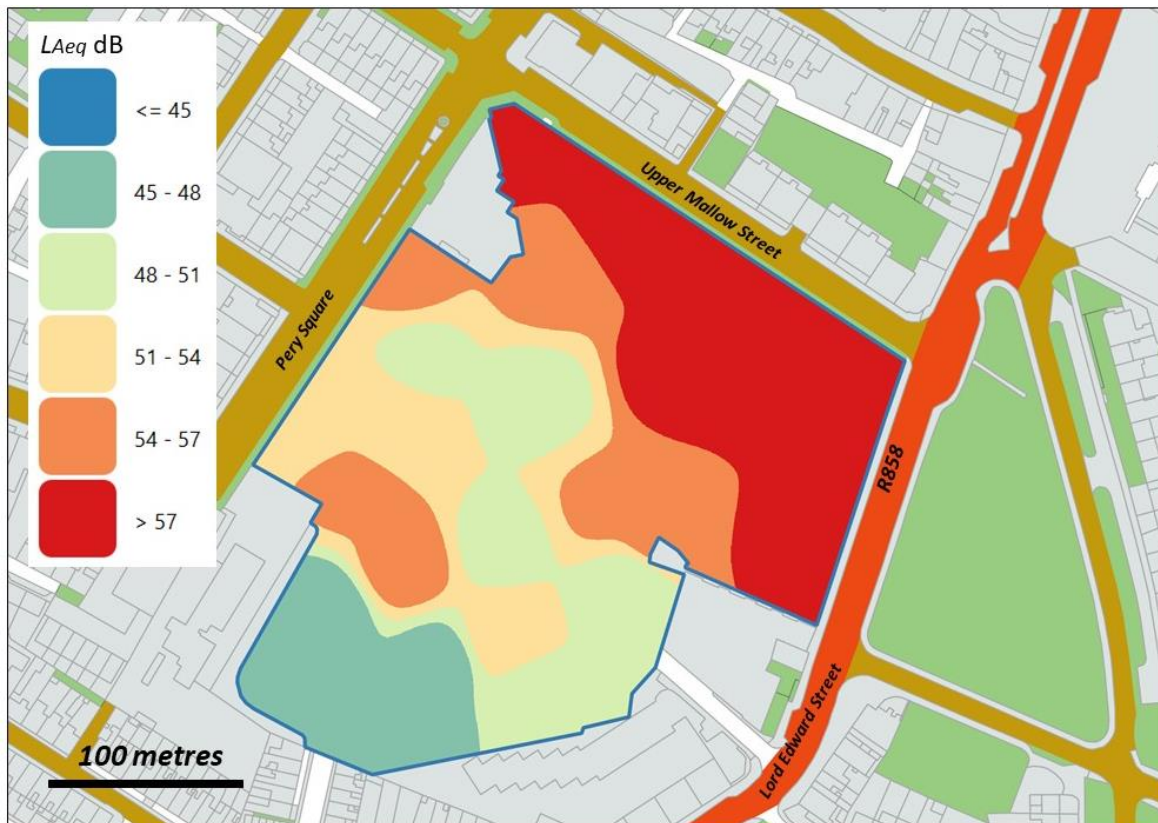 LAeq dB
<= 45
45 - 48
48 - 51
51 - 54
54 - 57
> 57
Upper Mallow Street
Pery Square
R858
Lord Edward Street
100 metres